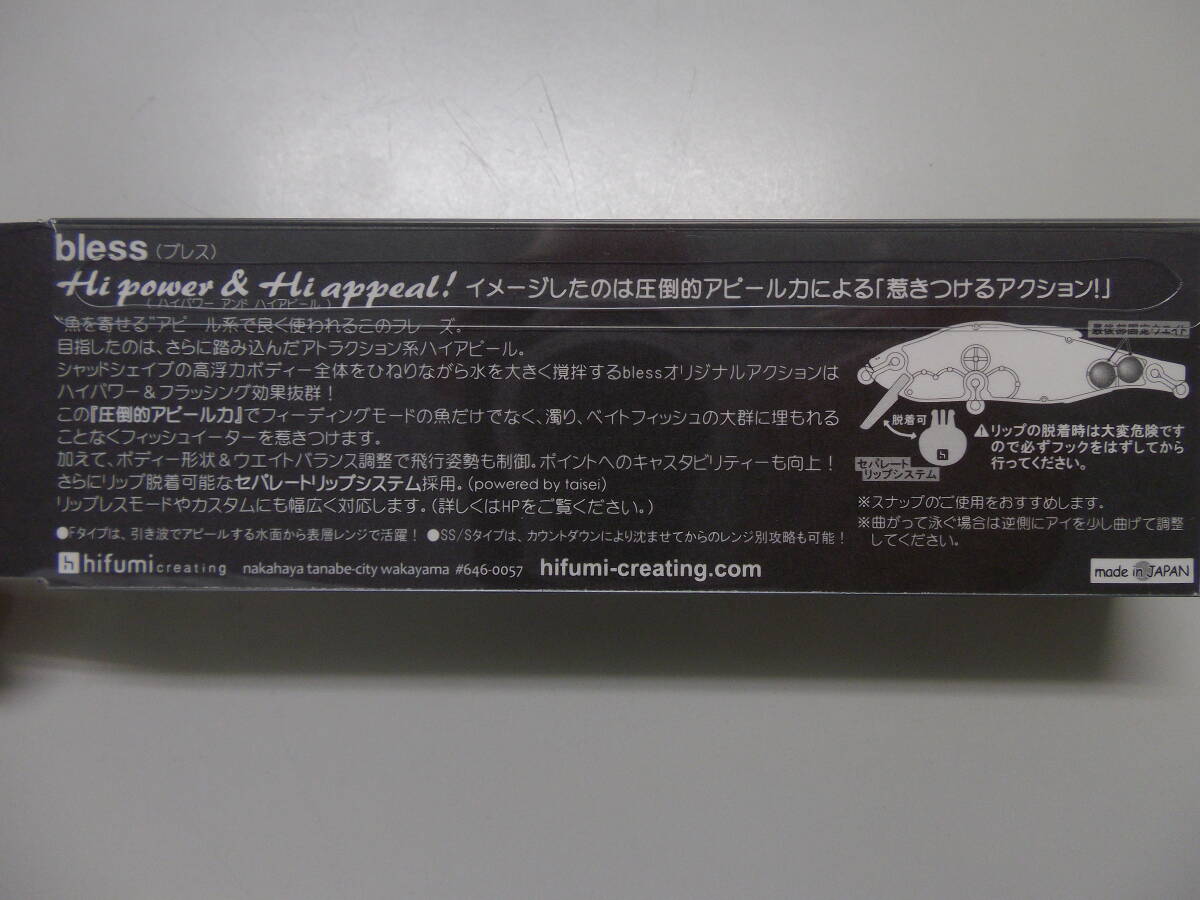 bless（ブレス）
Hi power & Hi appeal! イメージしたのは圧倒的アピール力による「惹きつけるアクション！」
（ハイパワー アンド ハイアピール）
"魚を寄せる"アピール系で良く使われるこのフレーズ。
目指したのは、さらに踏み込んだアトラクション系ハイアピール。
シャッドシェイプの高浮力ボディー全体をひねりながら水を大きく撹拌するblessオリジナルアクションは
ハイパワー＆フラッシング効果抜群！
この『圧倒的アピール力』でフィーディングモードの魚だけでなく、濁り、ベイトフィッシュの大群に埋もれる
ことなくフィッシュイーターを惹きつけます。
加えて、ボディー形状＆ウエイトバランス調整で飛行姿勢も制御。ポイントへのキャスタビリティーも向上！
さらにリップ脱着可能なセパレートリップシステム採用。(powered by taisei)
リップレスモードやカスタムにも幅広く対応します。（詳しくはHPをご覧ください。）
●Fタイプは、引き波でアピールする水面から表層レンジで活躍！ ●SS/Sタイプは、カウントダウンにより沈ませてからのレンジ別攻略も可能！
h hifumi creating nakahaya tanabe-city wakayama #646-0057 hifumi-creating.com
最後部固定ウエイト
脱着可
h
セパレート
リップシステム
⚠リップの脱着時は大変危険です
ので必ずフックをはずしてから
行ってください。
※スナップのご使用をおすすめします。
※曲がって泳ぐ場合は逆側にアイを少し曲げて調整
してください。
made in JAPAN